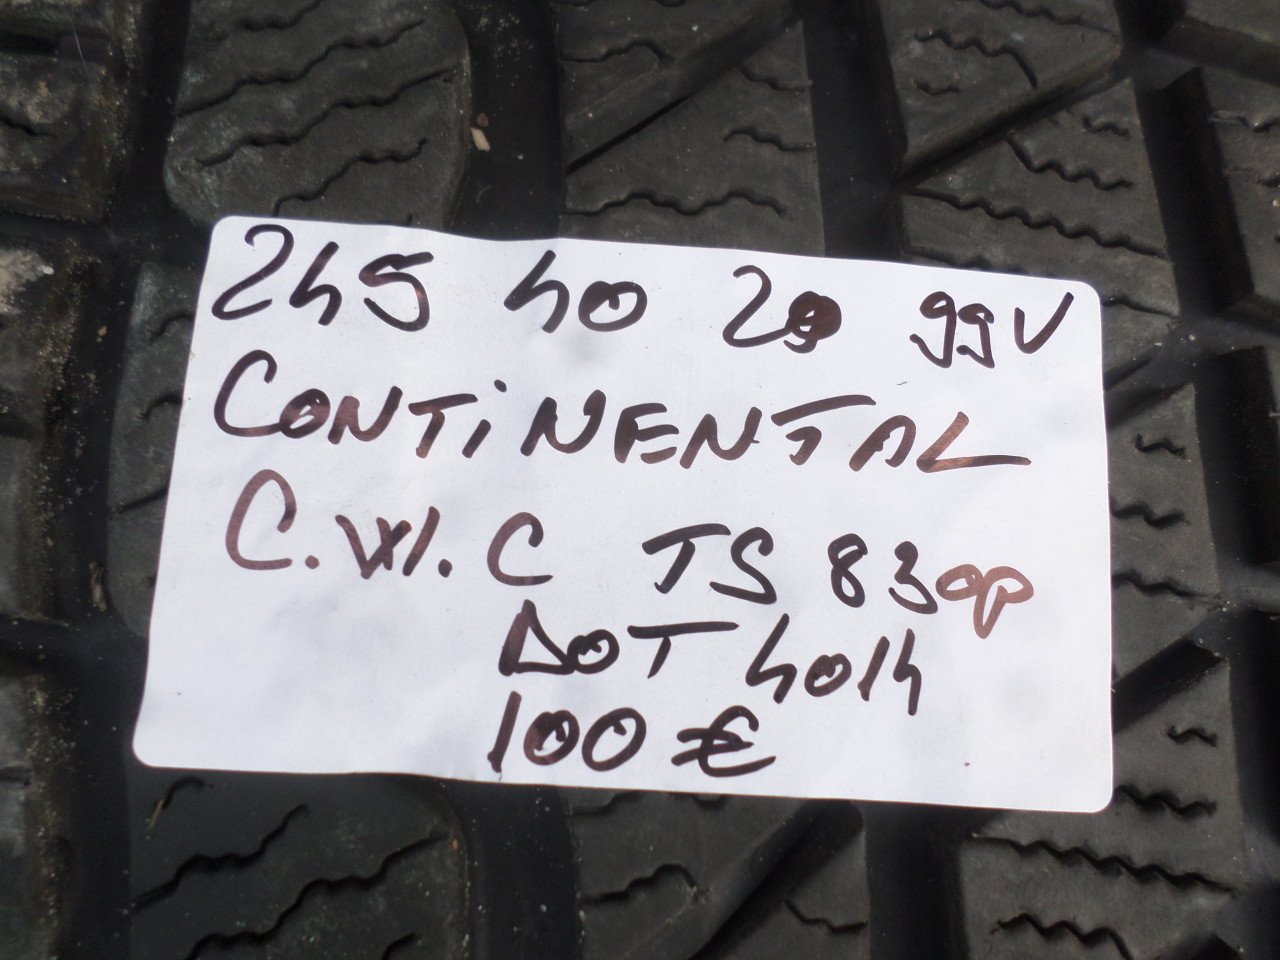 245 40 20 99V
CONTiNENTAL
C.W.C TS 830P
DOT 4014
100 €